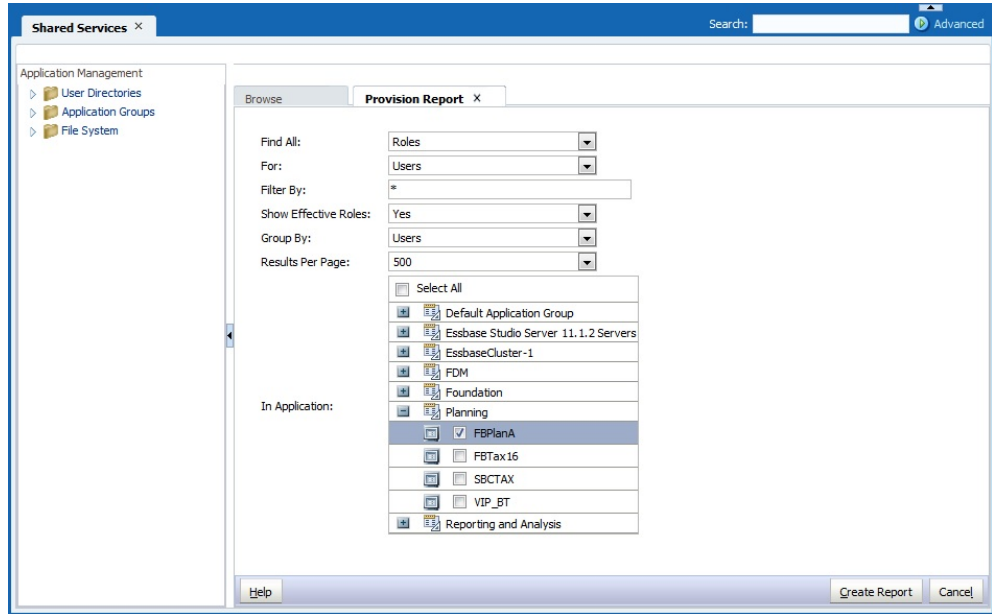 Shared Services ×
Search:
Advanced
Application Management
User Directories
Application Groups
File System
Browse
Provision Report ×
Find All: Roles
For: Users
Filter By: *
Show Effective Roles: Yes
Group By: Users
Results Per Page: 500
Select All
Default Application Group
Essbase Studio Server 11.1.2 Servers
EssbaseCluster-1
FDM
Foundation
In Application:
Planning
FBPlanA
FBTax16
SBCTAX
VIP_BT
Reporting and Analysis
Help
Create Report
Cancel